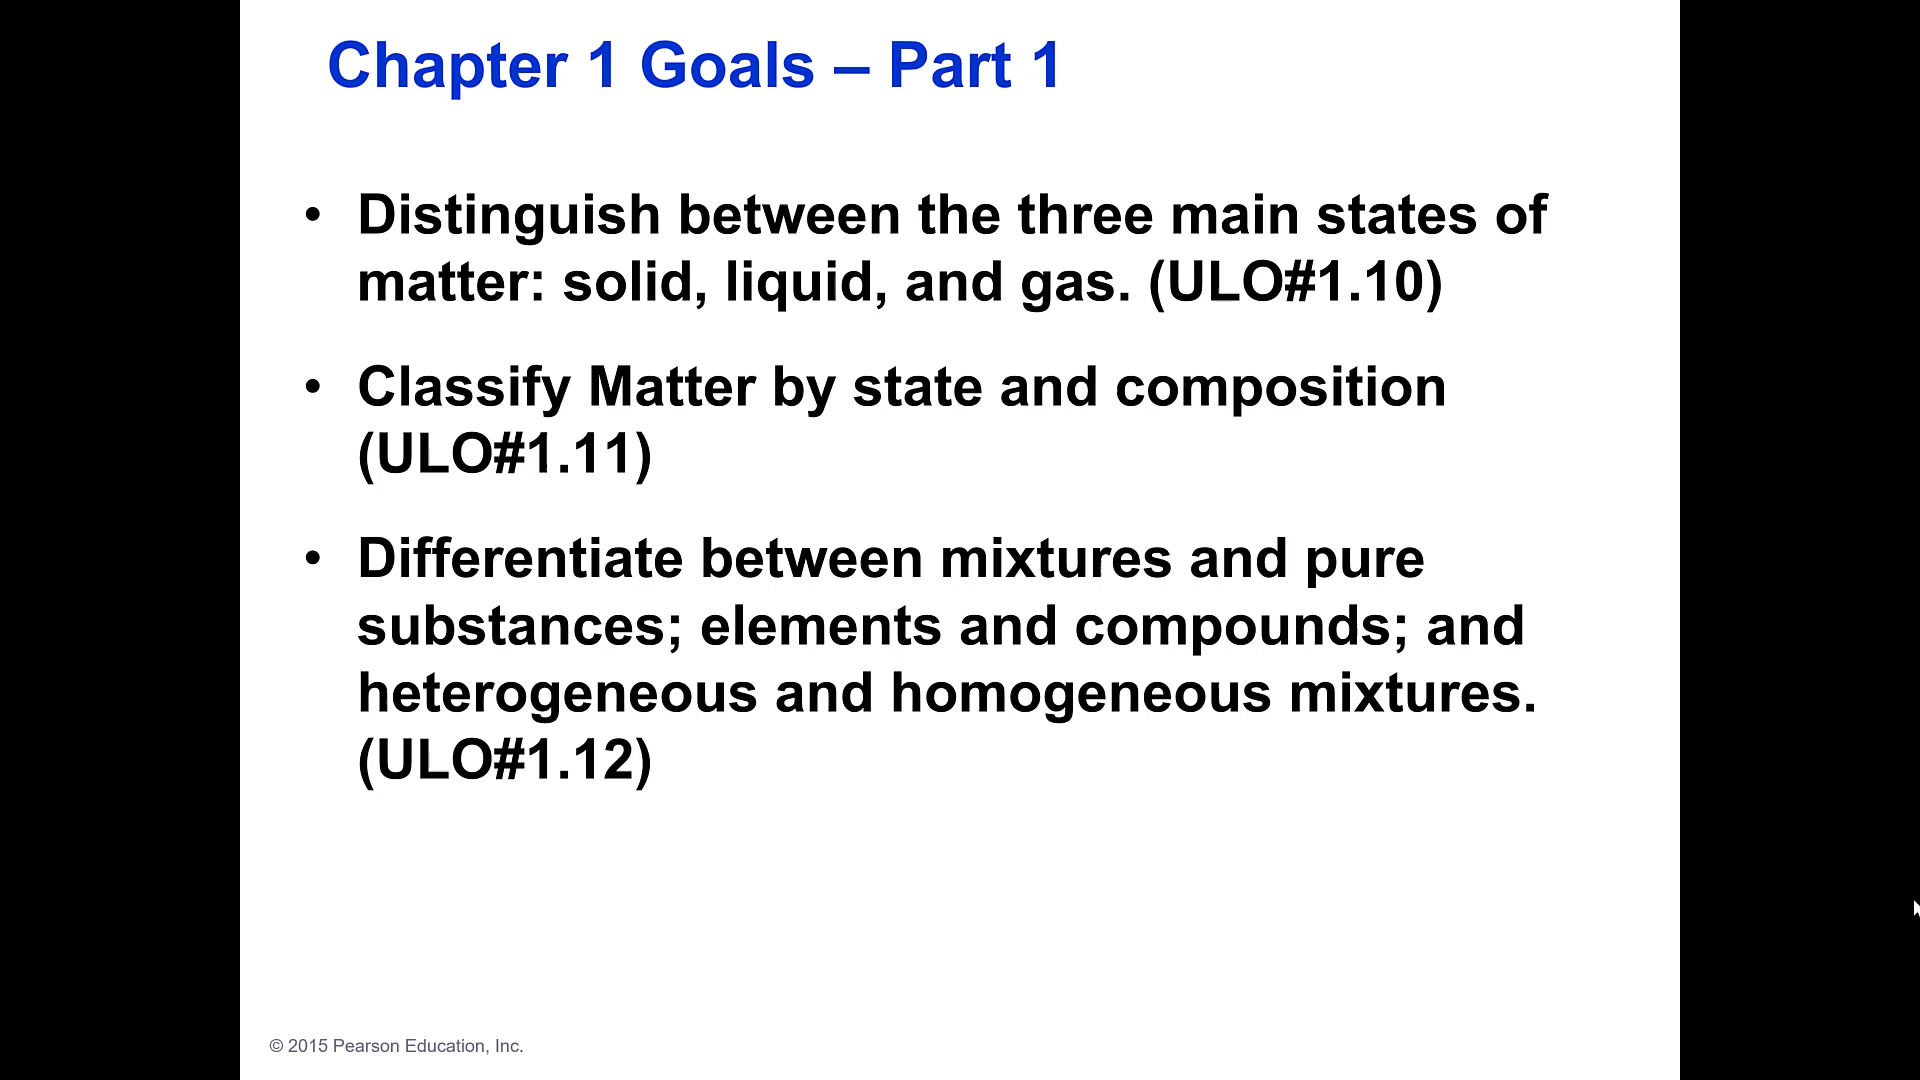 Chapter 1 Goals – Part 1
• Distinguish between the three main states of
matter: solid, liquid, and gas. (ULO#1.10)
• Classify Matter by state and composition
(ULO#1.11)
• Differentiate between mixtures and pure
substances; elements and compounds; and
heterogeneous and homogeneous mixtures.
(ULO#1.12)
© 2015 Pearson Education, Inc.